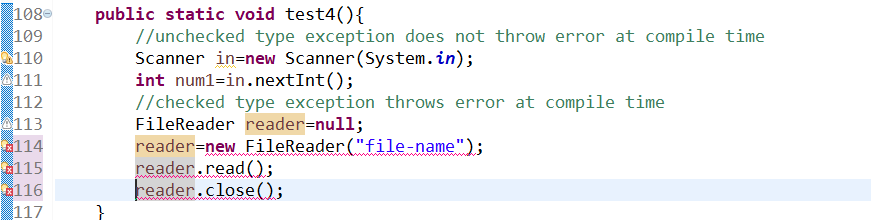 108 public static void test4(){
109 //unchecked type exception does not throw error at compile time
110 Scanner in=new Scanner(System.in);
111 int num1=in.nextInt();
112 //checked type exception throws error at compile time
113 FileReader reader=null;
114 reader=new FileReader("file-name");
115 reader.read();
116 reader.close();
117 }